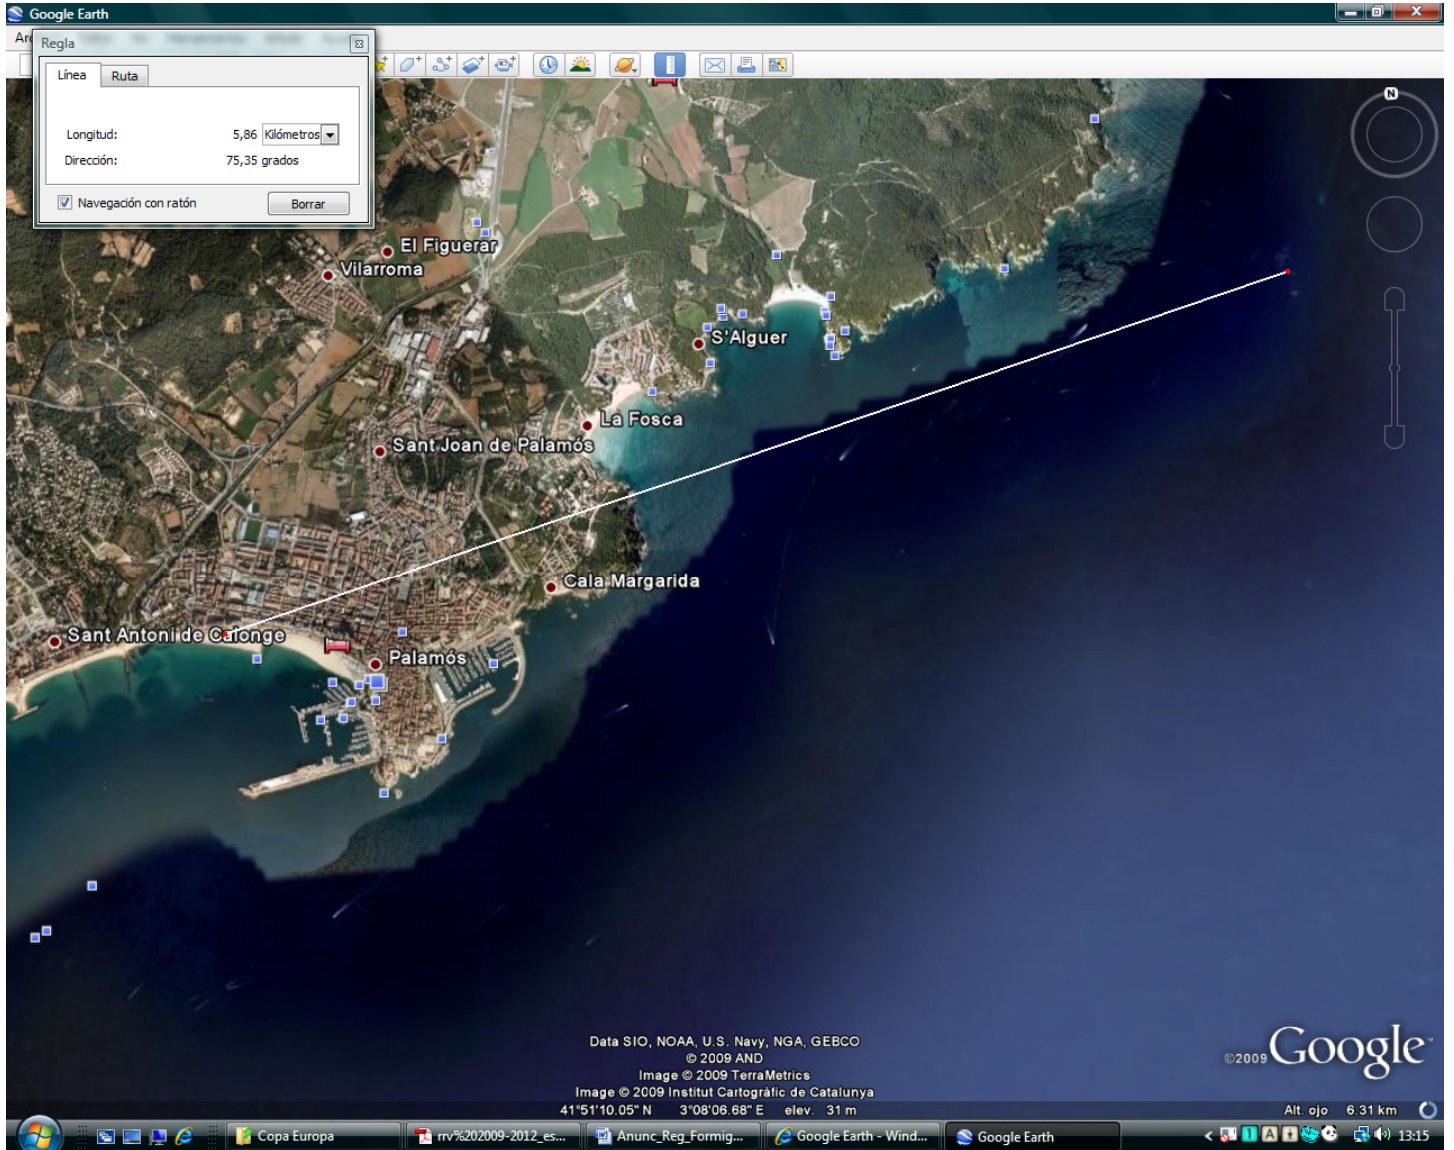 Google Earth
Regla
Línea Ruta
Longitud: 5,86 Kilómetros
Dirección: 75,35 grados
Navegación con ratón Borrar
N
El Figuerar
Vilarroma
S'Alguer
La Fosca
Sant Joan de Palamós
Cala Margarida
Sant Antoni de Calonge
Palamós
Data SIO, NOAA, U.S. Navy, NGA, GEBCO
© 2009 AND
Image © 2009 TerraMetrics
Image © 2009 Institut Cartogràfic de Catalunya
©2009 Google
41°51'10.05" N 3°08'06.68" E elev. 31 m
Alt. ojo 6.31 km
Copa Europa
rrv%202009-2012_es...
Anunc_Reg_Formig...
Google Earth - Wind...
Google Earth
13:15